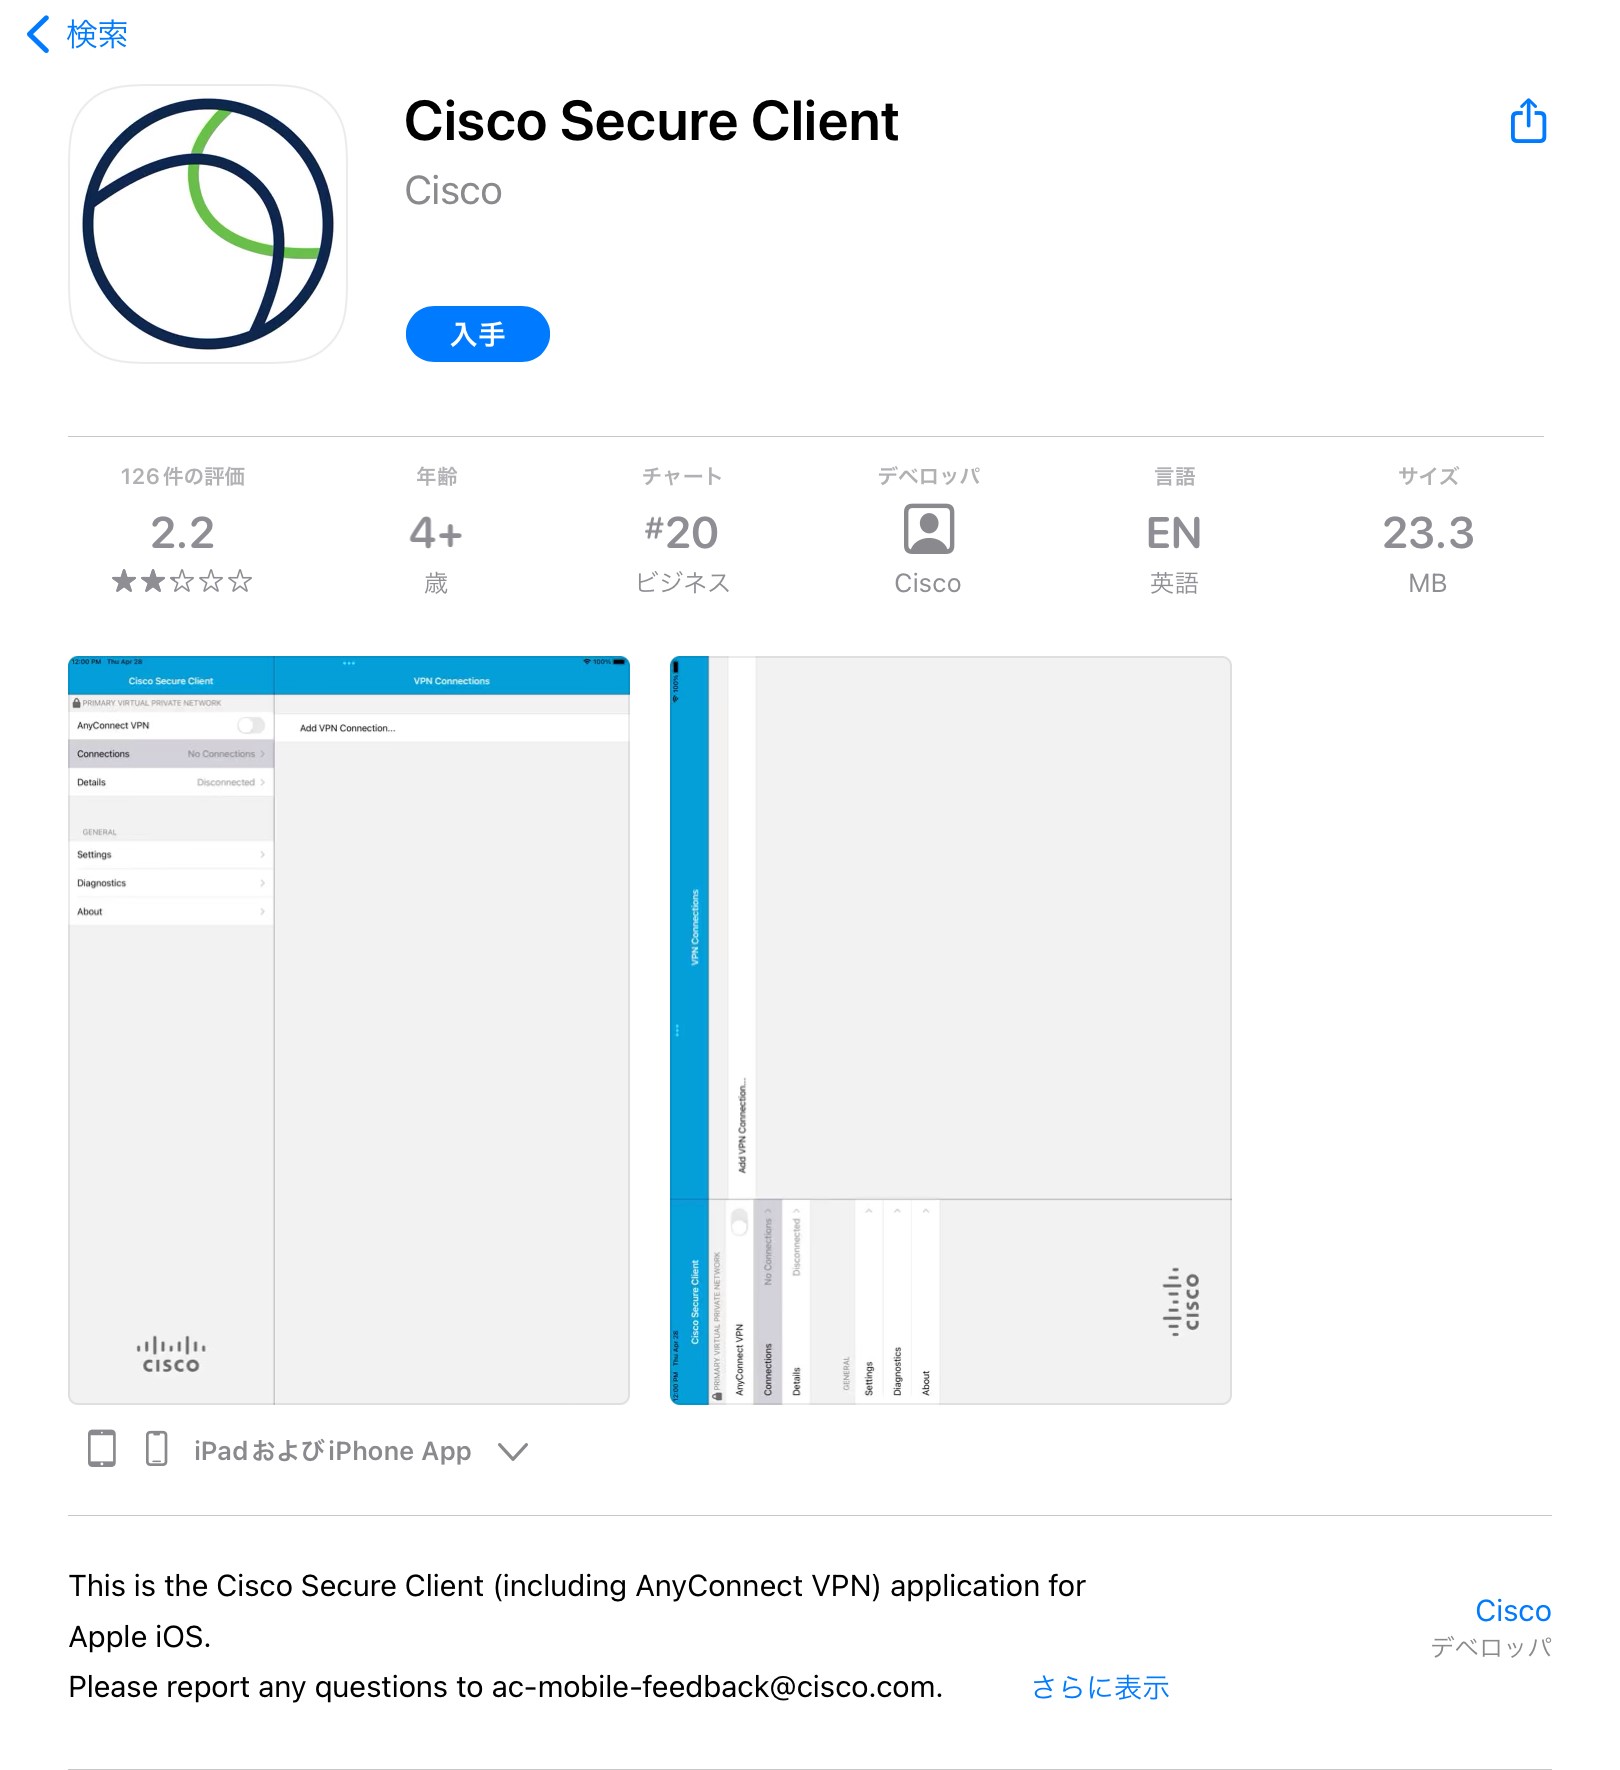 検索
Cisco Secure Client
Cisco
入手
126件の評価
2.2
年齢
4+
歳
チャート
#20
ビジネス
デベロッパ
Cisco
言語
EN
英語
サイズ
23.3
MB
12:00 PM Thu Apr 28
100%
Cisco Secure Client
VPN Connections
PRIMARY VIRTUAL PRIVATE NETWORK
AnyConnect VPN
Add VPN Connection...
Connections No Connections
Details Disconnected
GENERAL
Settings
Diagnostics
About
CISCO
12:00 PM Thu Apr 28
100%
Cisco Secure Client
VPN Connections
PRIMARY VIRTUAL PRIVATE NETWORK
AnyConnect VPN
Add VPN Connection...
Connections No Connections
Details Disconnected
GENERAL
Settings
Diagnostics
About
CISCO
iPadおよびiPhone App
This is the Cisco Secure Client (including AnyConnect VPN) application for
Apple iOS.
Please report any questions to ac-mobile-feedback@cisco.com.
さらに表示
Cisco
デベロッパ